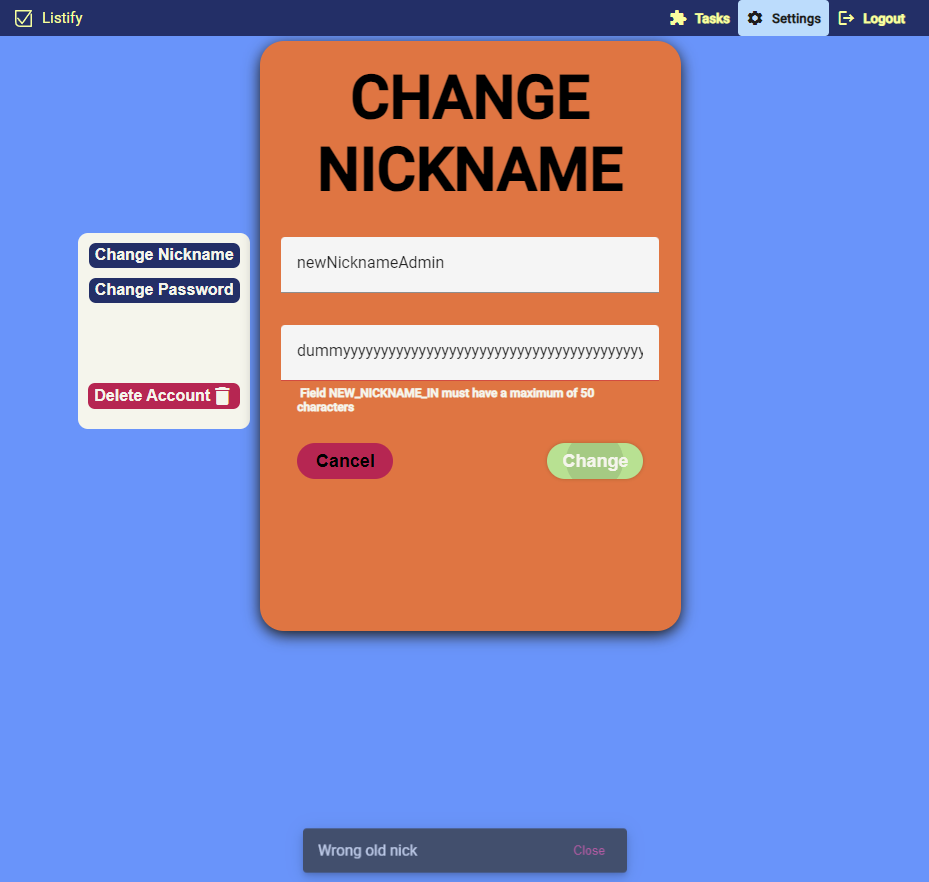 Listify
Tasks
Settings
Logout
CHANGE
NICKNAME
Change Nickname
Change Password
Delete Account
newNicknameAdmin
dummyyyyyyyyyyyyyyyyyyyyyyyyyyyyyyyyyyyyyyyyyy
Field NEW_NICKNAME_IN must have a maximum of 50
characters
Cancel
Change
Wrong old nick
Close